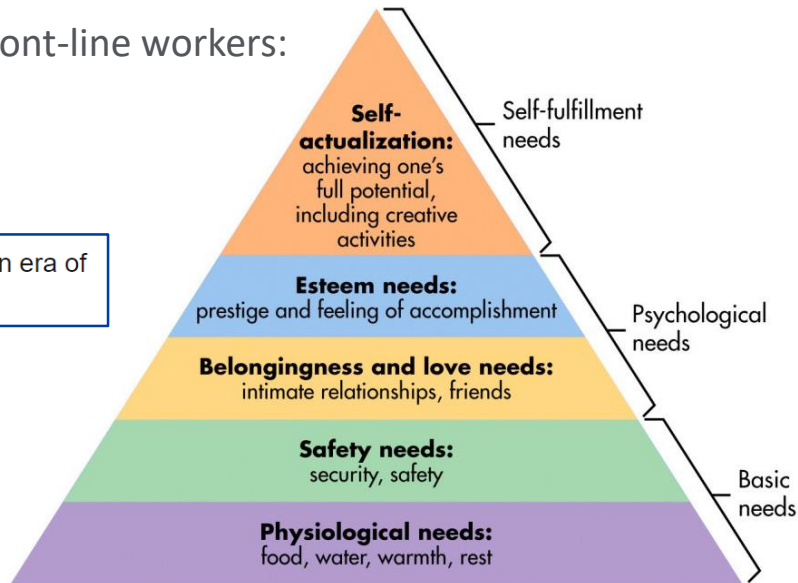 ont-line workers:
n era of
Self-
actualization:
achieving one's
full potential,
including creative
activities
Self-fulfillment
needs
Esteem needs:
prestige and feeling of accomplishment
Psychological
needs
Belongingness and love needs:
intimate relationships, friends
Safety needs:
security, safety
Basic
needs
Physiological needs:
food, water, warmth, rest